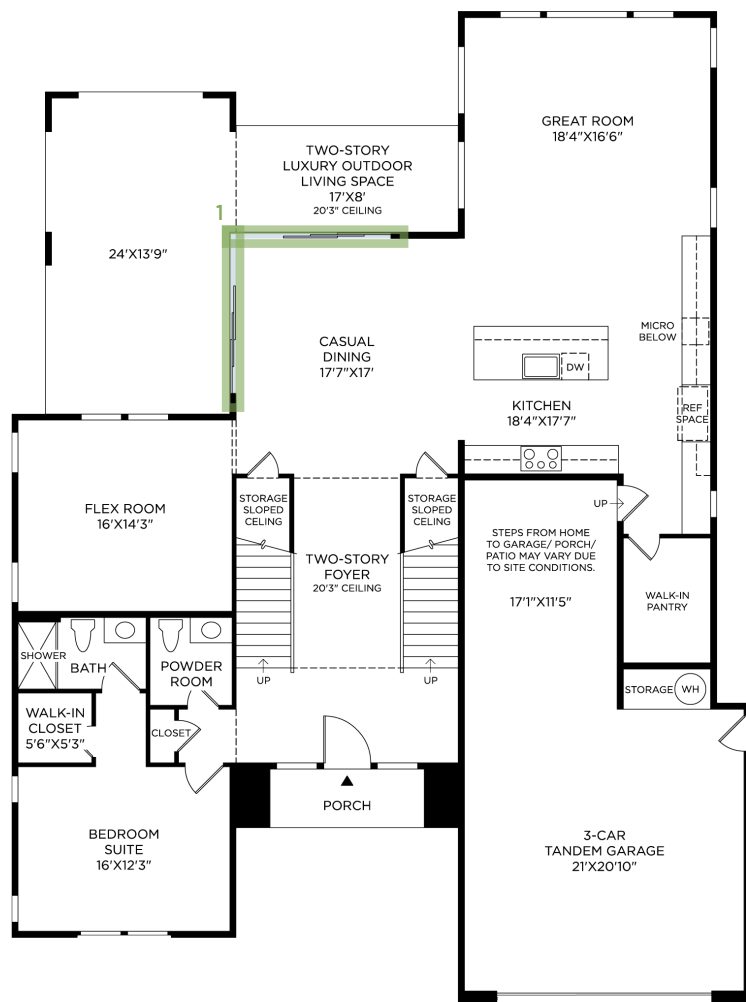 GREAT ROOM
18'4"X16'6"
TWO-STORY
LUXURY OUTDOOR
LIVING SPACE
17'X8'
20'3" CEILING
1
24'X13'9"
MICRO
BELOW
CASUAL
DINING
17'7"X17'
DW
KITCHEN
18'4"X17'7"
REF
SPACE
FLEX ROOM
16'X14'3"
STORAGE
SLOPED
CELING
STORAGE
SLOPED
CELING
UP
STEPS FROM HOME
TO GARAGE/ PORCH/
PATIO MAY VARY DUE
TO SITE CONDITIONS.
17'1"X11'5"
TWO-STORY
FOYER
20'3" CEILING
WALK-IN
PANTRY
SHOWER
BATH
POWDER
ROOM
UP
UP
STORAGE
WH
WALK-IN
CLOSET
5'6"X5'3"
CLOSET
PORCH
BEDROOM
SUITE
16'X12'3"
3-CAR
TANDEM GARAGE
21'X20'10"